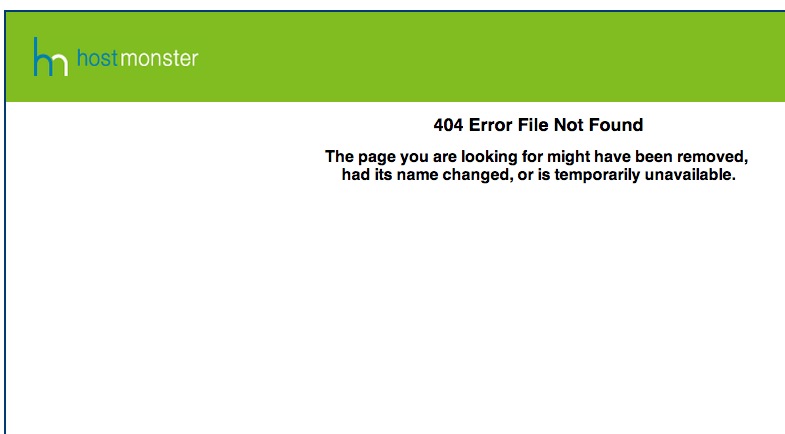 hm hostmonster
404 Error File Not Found
The page you are looking for might have been removed,
had its name changed, or is temporarily unavailable.